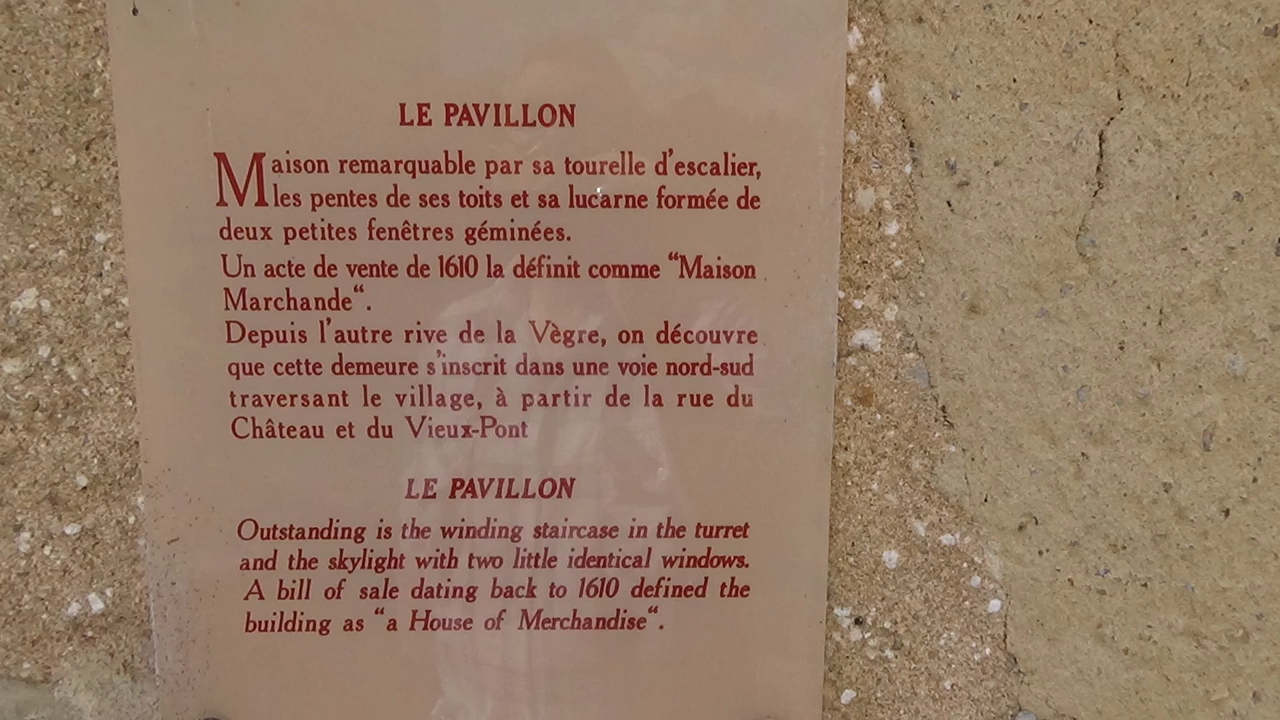 LE PAVILLON
Maison remarquable par sa tourelle d'escalier,
les pentes de ses toits et sa lucarne formée de
deux petites fenêtres géminées.
Un acte de vente de 1610 la définit comme “Maison
Marchande“.
Depuis l'autre rive de la Vègre, on découvre
que cette demeure s'inscrit dans une voie nord-sud
traversant le village, à partir de la rue du
Château et du Vieux-Pont
LE PAVILLON
Outstanding is the winding staircase in the turret
and the skylight with two little identical windows.
A bill of sale dating back to 1610 defined the
building as “a House of Merchandise“.